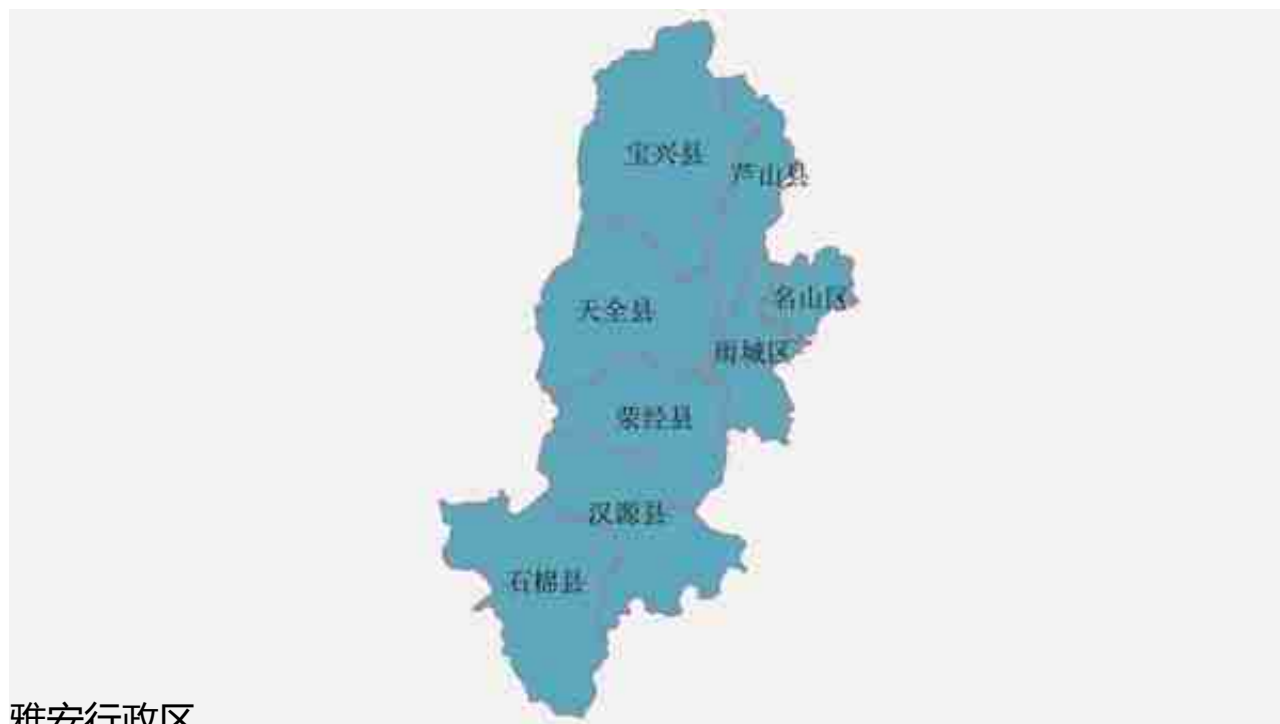 宝兴县
芦山县
名山区
天全县
雨城区
荥经县
汉源县
石棉县
雅安行政区